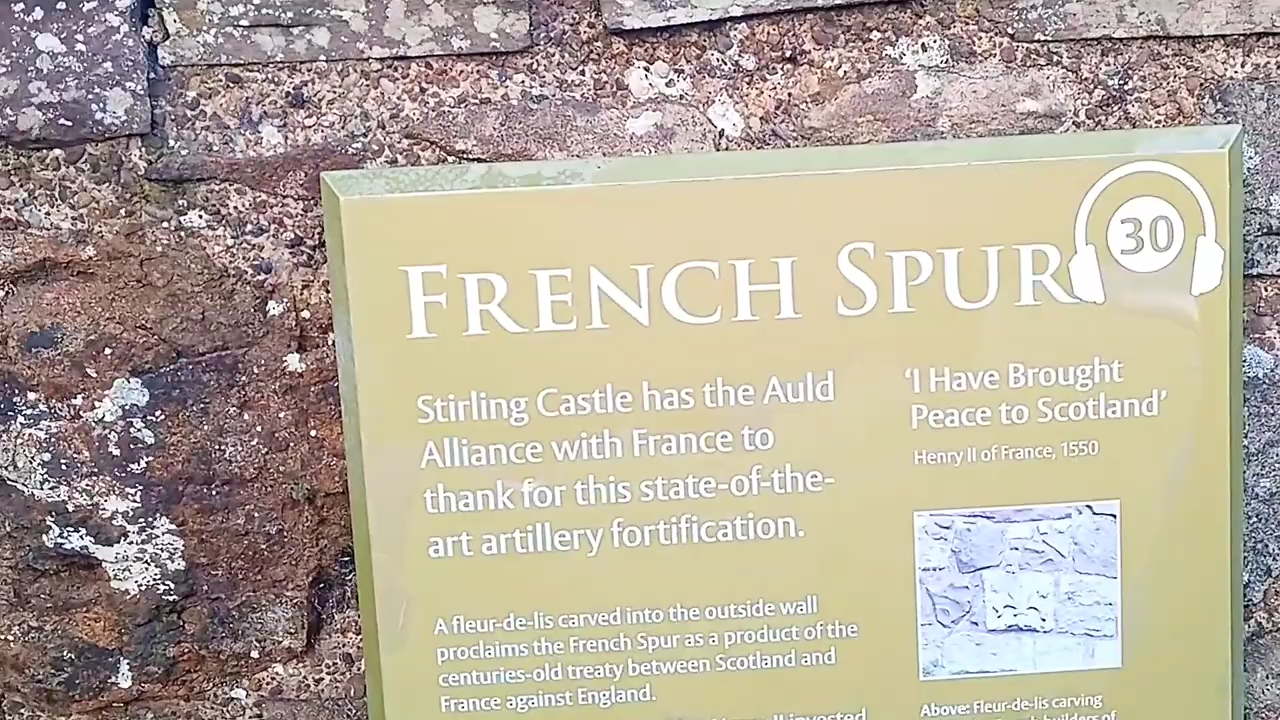 FRENCH SPUR
30
Stirling Castle has the Auld
Alliance with France to
thank for this state-of-the-
art artillery fortification.
A fleur-de-lis carved into the outside wall
proclaims the French Spur as a product of the
centuries-old treaty between Scotland and
France against England.
invested
‘I Have Brought
Peace to Scotland’
Henry II of France, 1550
Above: Fleur-de-lis carving
builders of